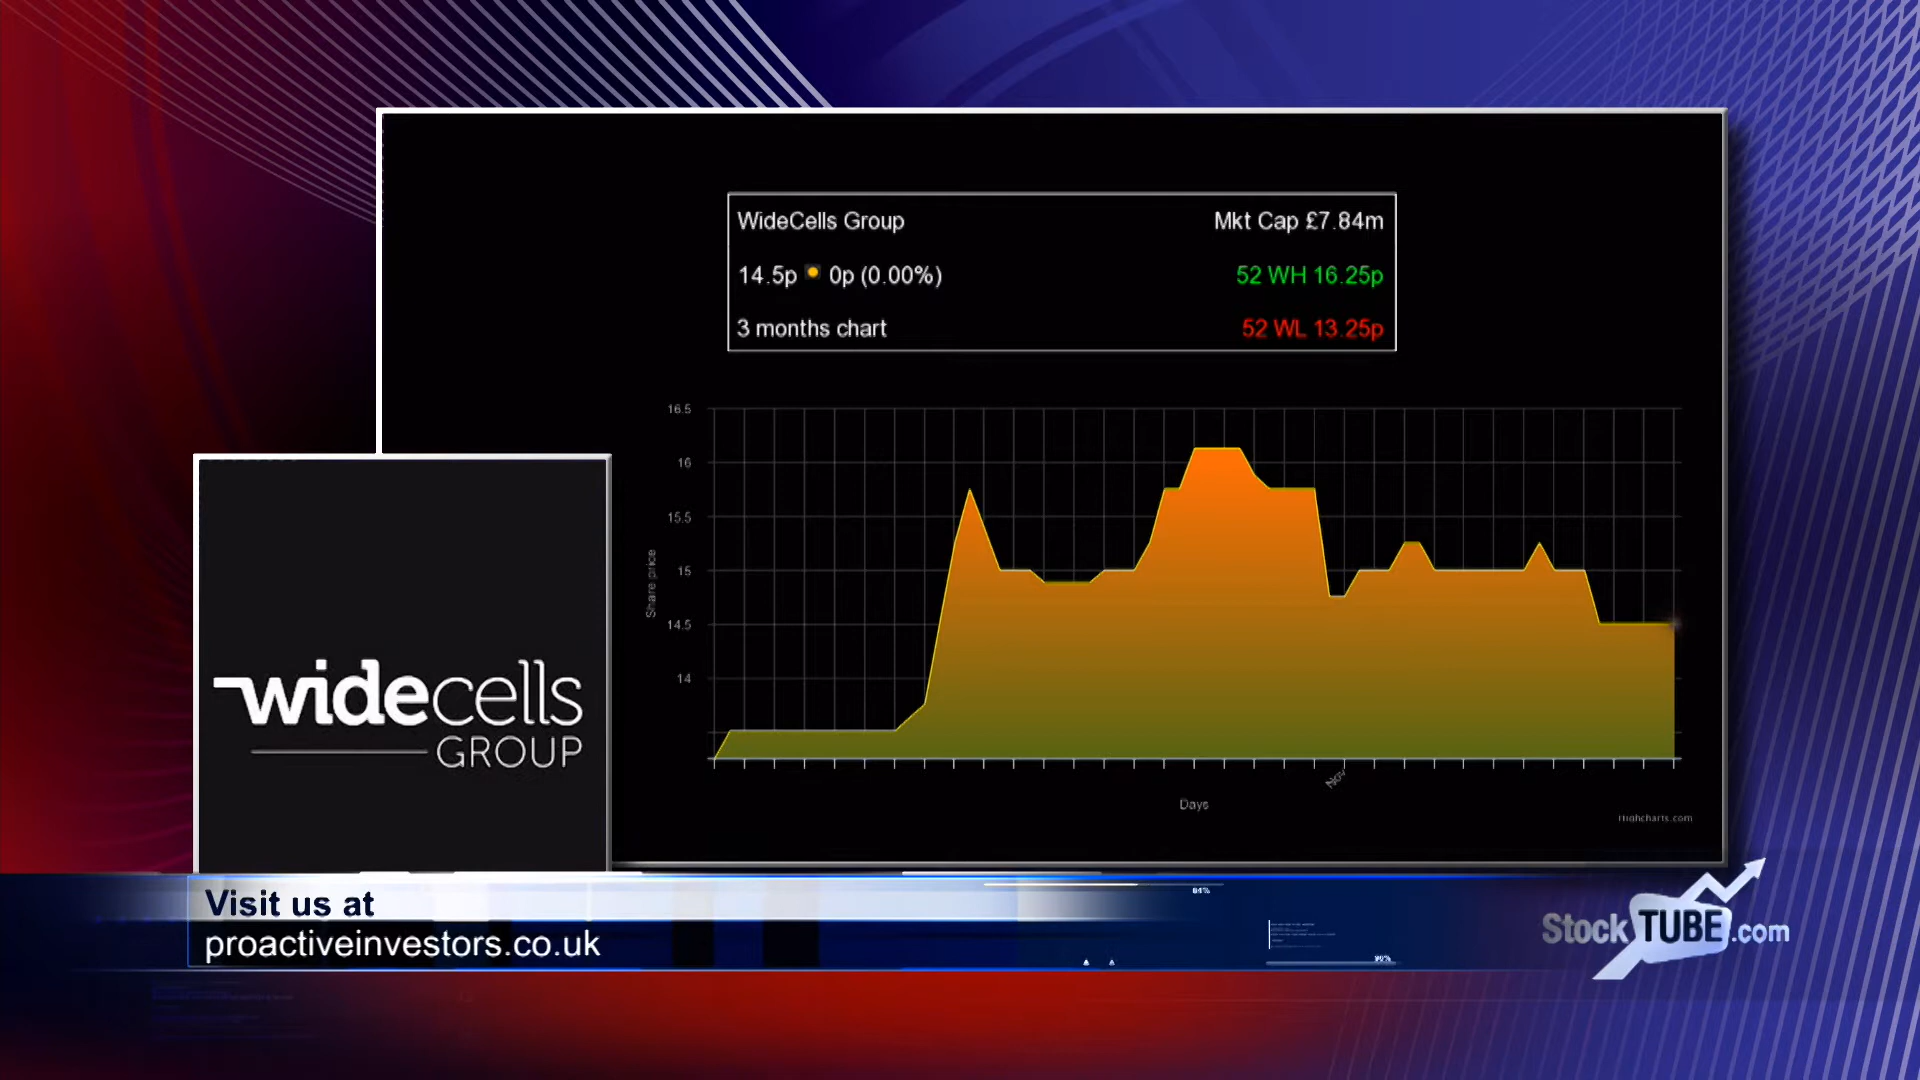 WideCells Group
Mkt Cap £7.84m
14.5p 0p (0.00%)
52 WH 16.25p
3 months chart
52 WL 13.25p
16.5
16
15.5
15
14.5
14
Share price
Nov
Days
highcharts.com
widecells
GROUP
Visit us at
proactiveinvestors.co.uk
84%
90%
StockTUBE.com